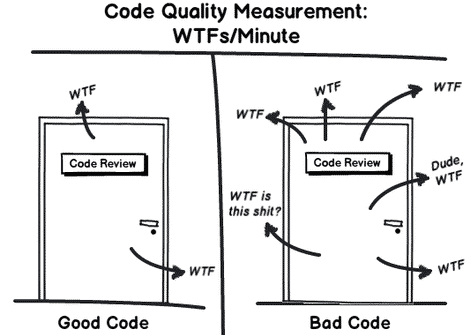 Code Quality Measurement:
WTFs/Minute
WTF
Code Review
WTF
Good Code
WTF
WTF
WTF
Code Review
Dude,
WTF
WTF is
this shit?
WTF
Bad Code